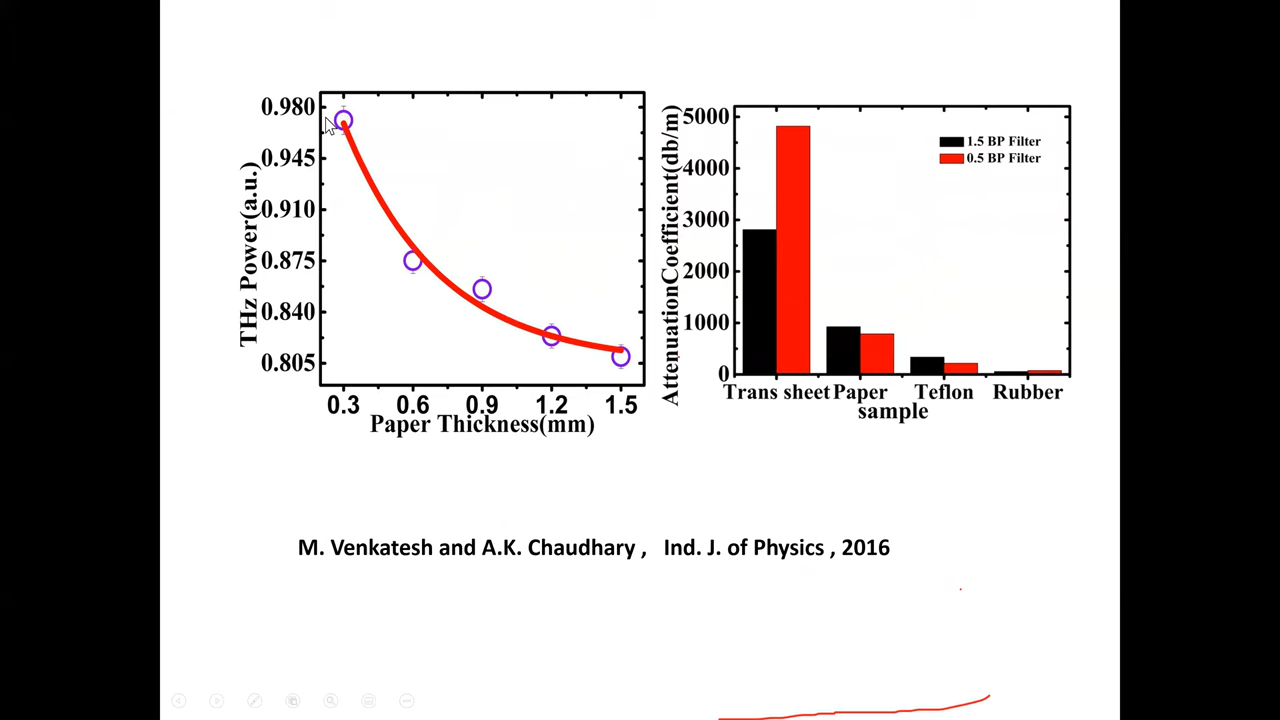 0.980
0.945
0.910
0.875
0.840
0.805
THz Power(a.u.)
0.3 0.6 0.9 1.2 1.5
Paper Thickness(mm)
5000
4000
3000
2000
1000
0
AttenuationCoefficient(db/m)
1.5 BP Filter
0.5 BP Filter
Trans sheet Paper Teflon Rubber
sample
M. Venkatesh and A.K. Chaudhary , Ind. J. of Physics , 2016